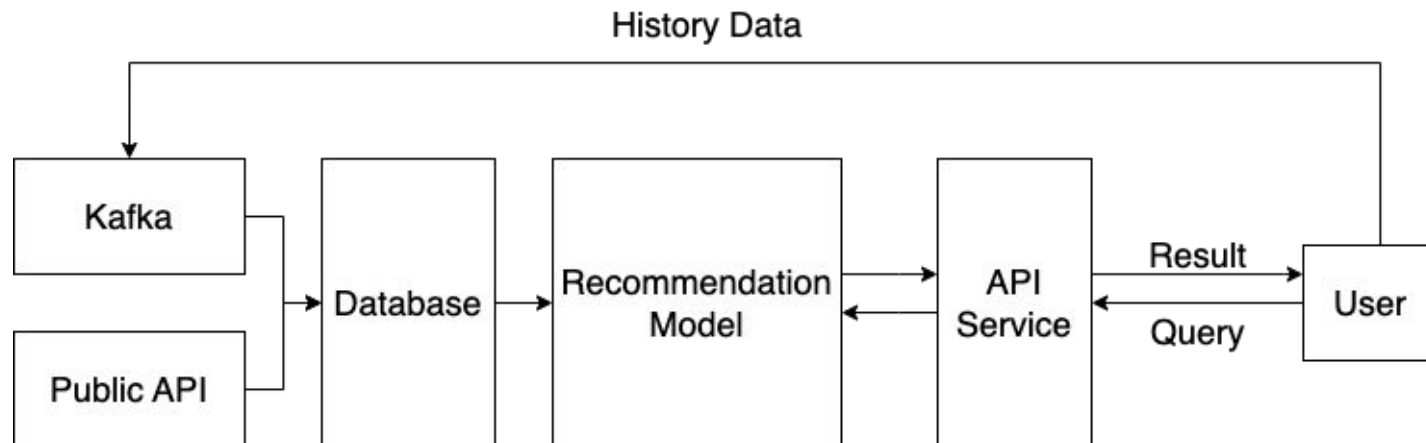 History Data
Kafka
Public API
Database
Recommendation
Model
API
Service
Result
Query
User